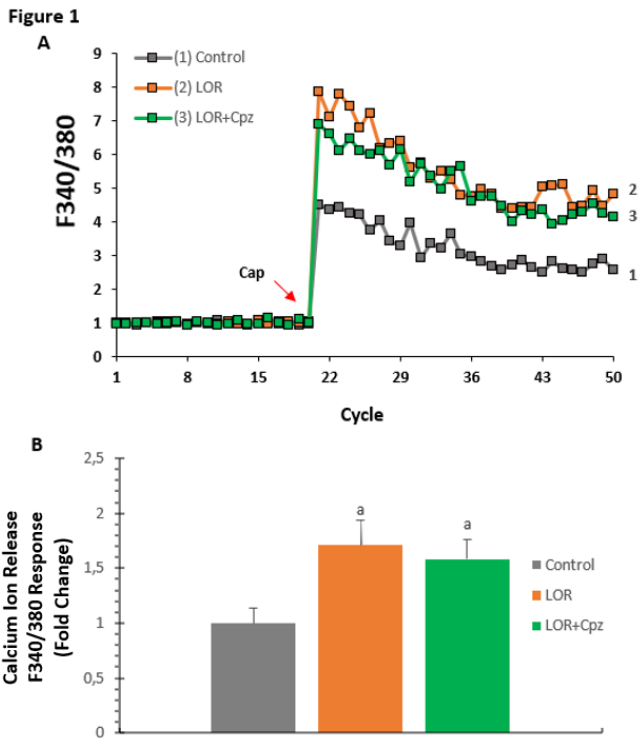 Figure 1
A
F340/380
9
8
7
6
5
4
3
2
1
0
(1) Control
(2) LOR
(3) LOR+Cpz
Cap
2
3
1
1 8 15 22 29 36 43 50
Cycle
B
Calcium Ion Release
F340/380 Response
(Fold Change)
2,5
2
1,5
1
0,5
0
a
a
Control
LOR
LOR+Cpz